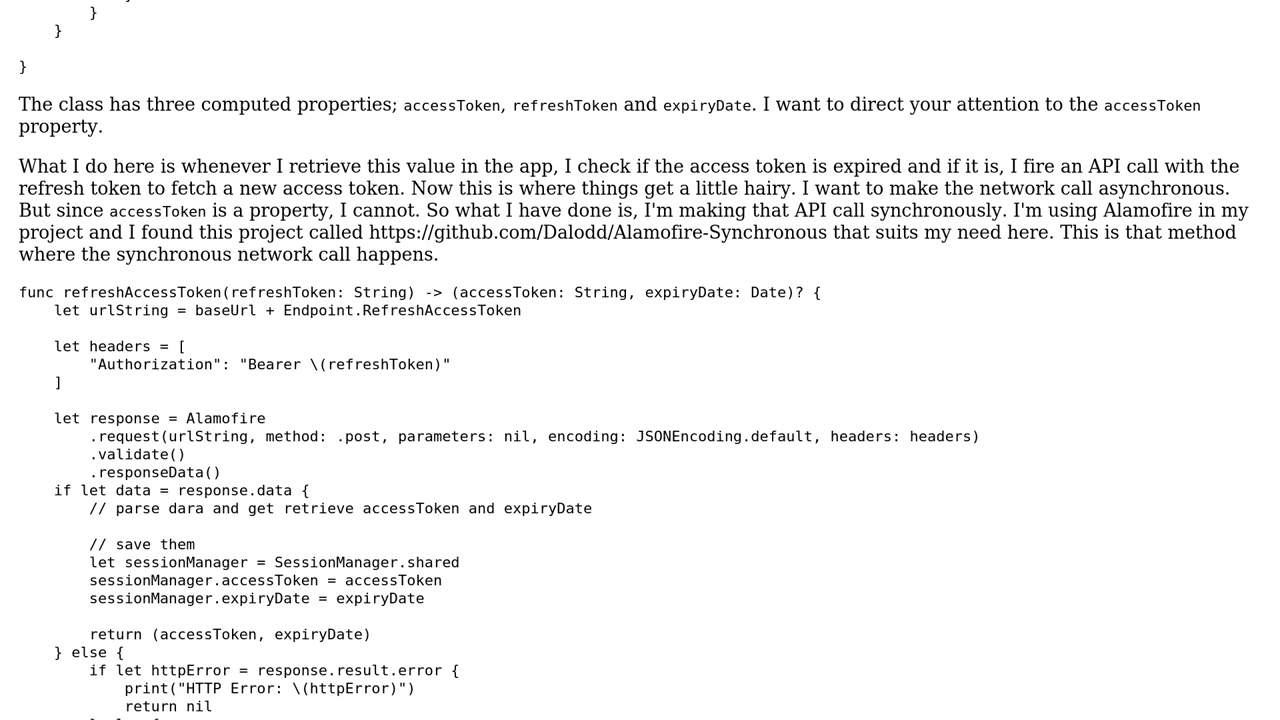 }
    }

}
The class has three computed properties; accessToken, refreshToken and expiryDate. I want to direct your attention to the accessToken
property.
What I do here is whenever I retrieve this value in the app, I check if the access token is expired and if it is, I fire an API call with the
refresh token to fetch a new access token. Now this is where things get a little hairy. I want to make the network call asynchronous.
But since accessToken is a property, I cannot. So what I have done is, I'm making that API call synchronously. I'm using Alamofire in my
project and I found this project called https://github.com/Dalodd/Alamofire-Synchronous that suits my need here. This is that method
where the synchronous network call happens.
func refreshAccessToken(refreshToken: String) -> (accessToken: String, expiryDate: Date)? {
    let urlString = baseUrl + Endpoint.RefreshAccessToken

    let headers = [
        "Authorization": "Bearer \(refreshToken)"
    ]

    let response = Alamofire
        .request(urlString, method: .post, parameters: nil, encoding: JSONEncoding.default, headers: headers)
        .validate()
        .responseData()
    if let data = response.data {
        // parse dara and get retrieve accessToken and expiryDate

        // save them
        let sessionManager = SessionManager.shared
        sessionManager.accessToken = accessToken
        sessionManager.expiryDate = expiryDate

        return (accessToken, expiryDate)
    } else {
        if let httpError = response.result.error {
            print("HTTP Error: \(httpError)")
            return nil